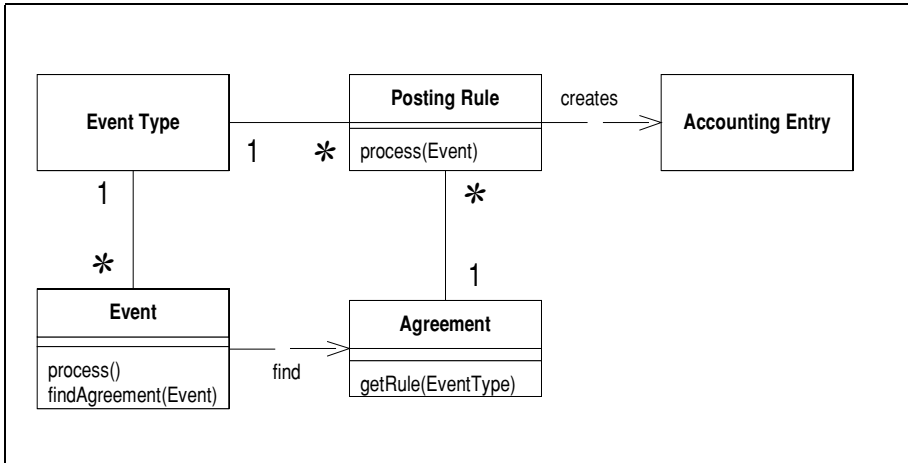 Event Type
Posting Rule
process(Event)
creates
Accounting Entry
1
*
1
*
*
1
Event
process()
findAgreement(Event)
find
Agreement
getRule(EventType)